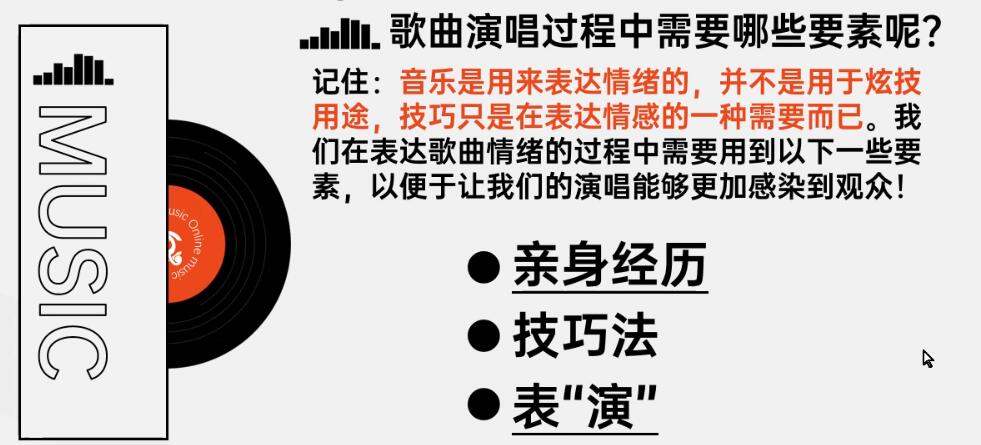 歌曲演唱过程中需要哪些要素呢?
记住：音乐是用来表达情绪的，并不是用于炫技
用途，技巧只是在表达情感的一种需要而已。我
们在表达歌曲情绪的过程中需要用到以下一些要
素，以便于让我们的演唱能够更加感染到观众！
MUSIC
usic Online music
● 亲身经历
● 技巧法
● 表“演”